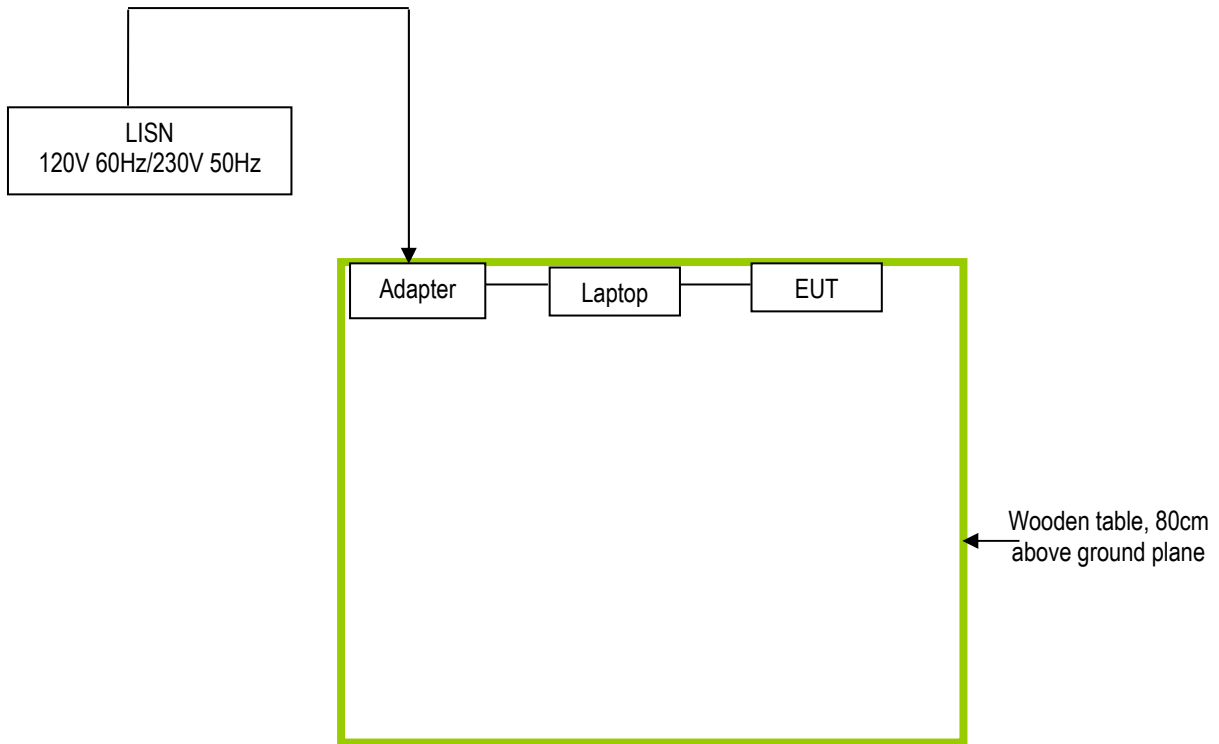 LISN
120V 60Hz/230V 50Hz
Adapter
Laptop
EUT
Wooden table, 80cm
above ground plane